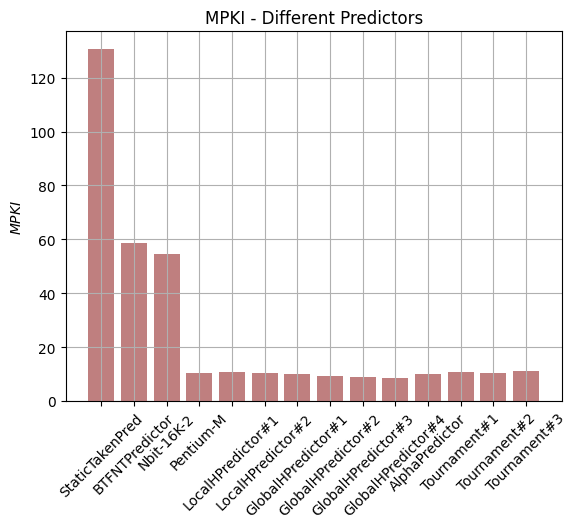 MPKI - Different Predictors
MPKI
120
100
80
60
40
20
0
StaticTakenPred
BTFNTPredictor
Nbit-16K-2
Pentium-M
LocalHPredictor#1
LocalHPredictor#2
GlobalHPredictor#1
GlobalHPredictor#2
GlobalHPredictor#3
GlobalHPredictor#4
AlphaPredictor
Tournament#1
Tournament#2
Tournament#3